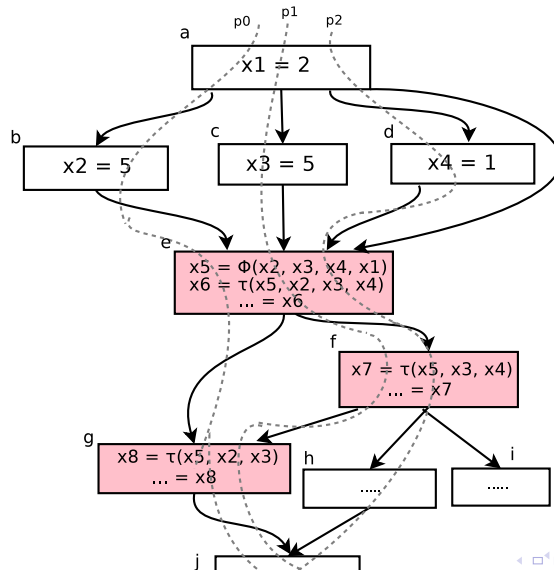 p0 p1 p2
a
x1 = 2
b c d
x2 = 5 x3 = 5 x4 = 1
e
x5 = Φ(x2, x3, x4, x1)
x6 = τ(x5, x2, x3, x4)
... = x6
f
x7 = τ(x5, x3, x4)
... = x7
g
x8 = τ(x5, x2, x3)
... = x8
h i
..... .....
j